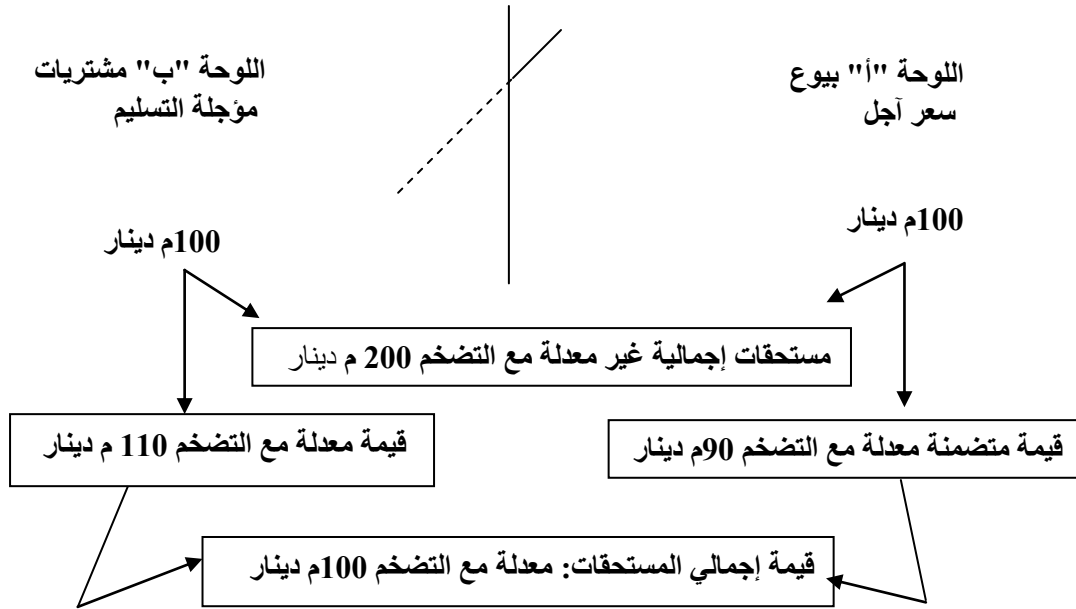 اللوحة "أ" بيوع
سعر آجل
اللوحة "ب" مشتريات
مؤجلة التسليم
100م دينار
100م دينار
مستحقات إجمالية غير معدلة مع التضخم 200 م دينار
قيمة متضمنة معدلة مع التضخم 90م دينار
قيمة معدلة مع التضخم 110 م دينار
قيمة إجمالي المستحقات: معدلة مع التضخم 100م دينار